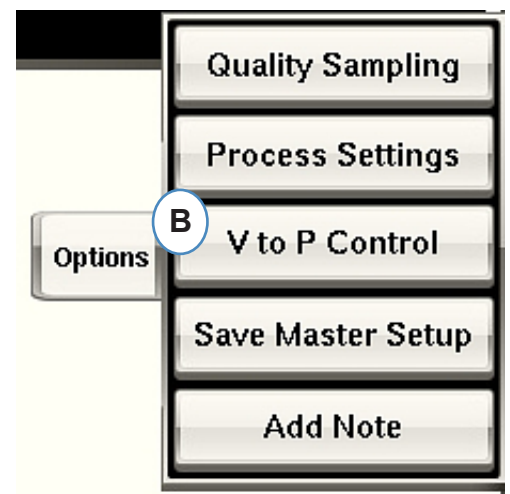 Quality Sampling
Process Settings
B
V to P Control
Options
Save Master Setup
Add Note